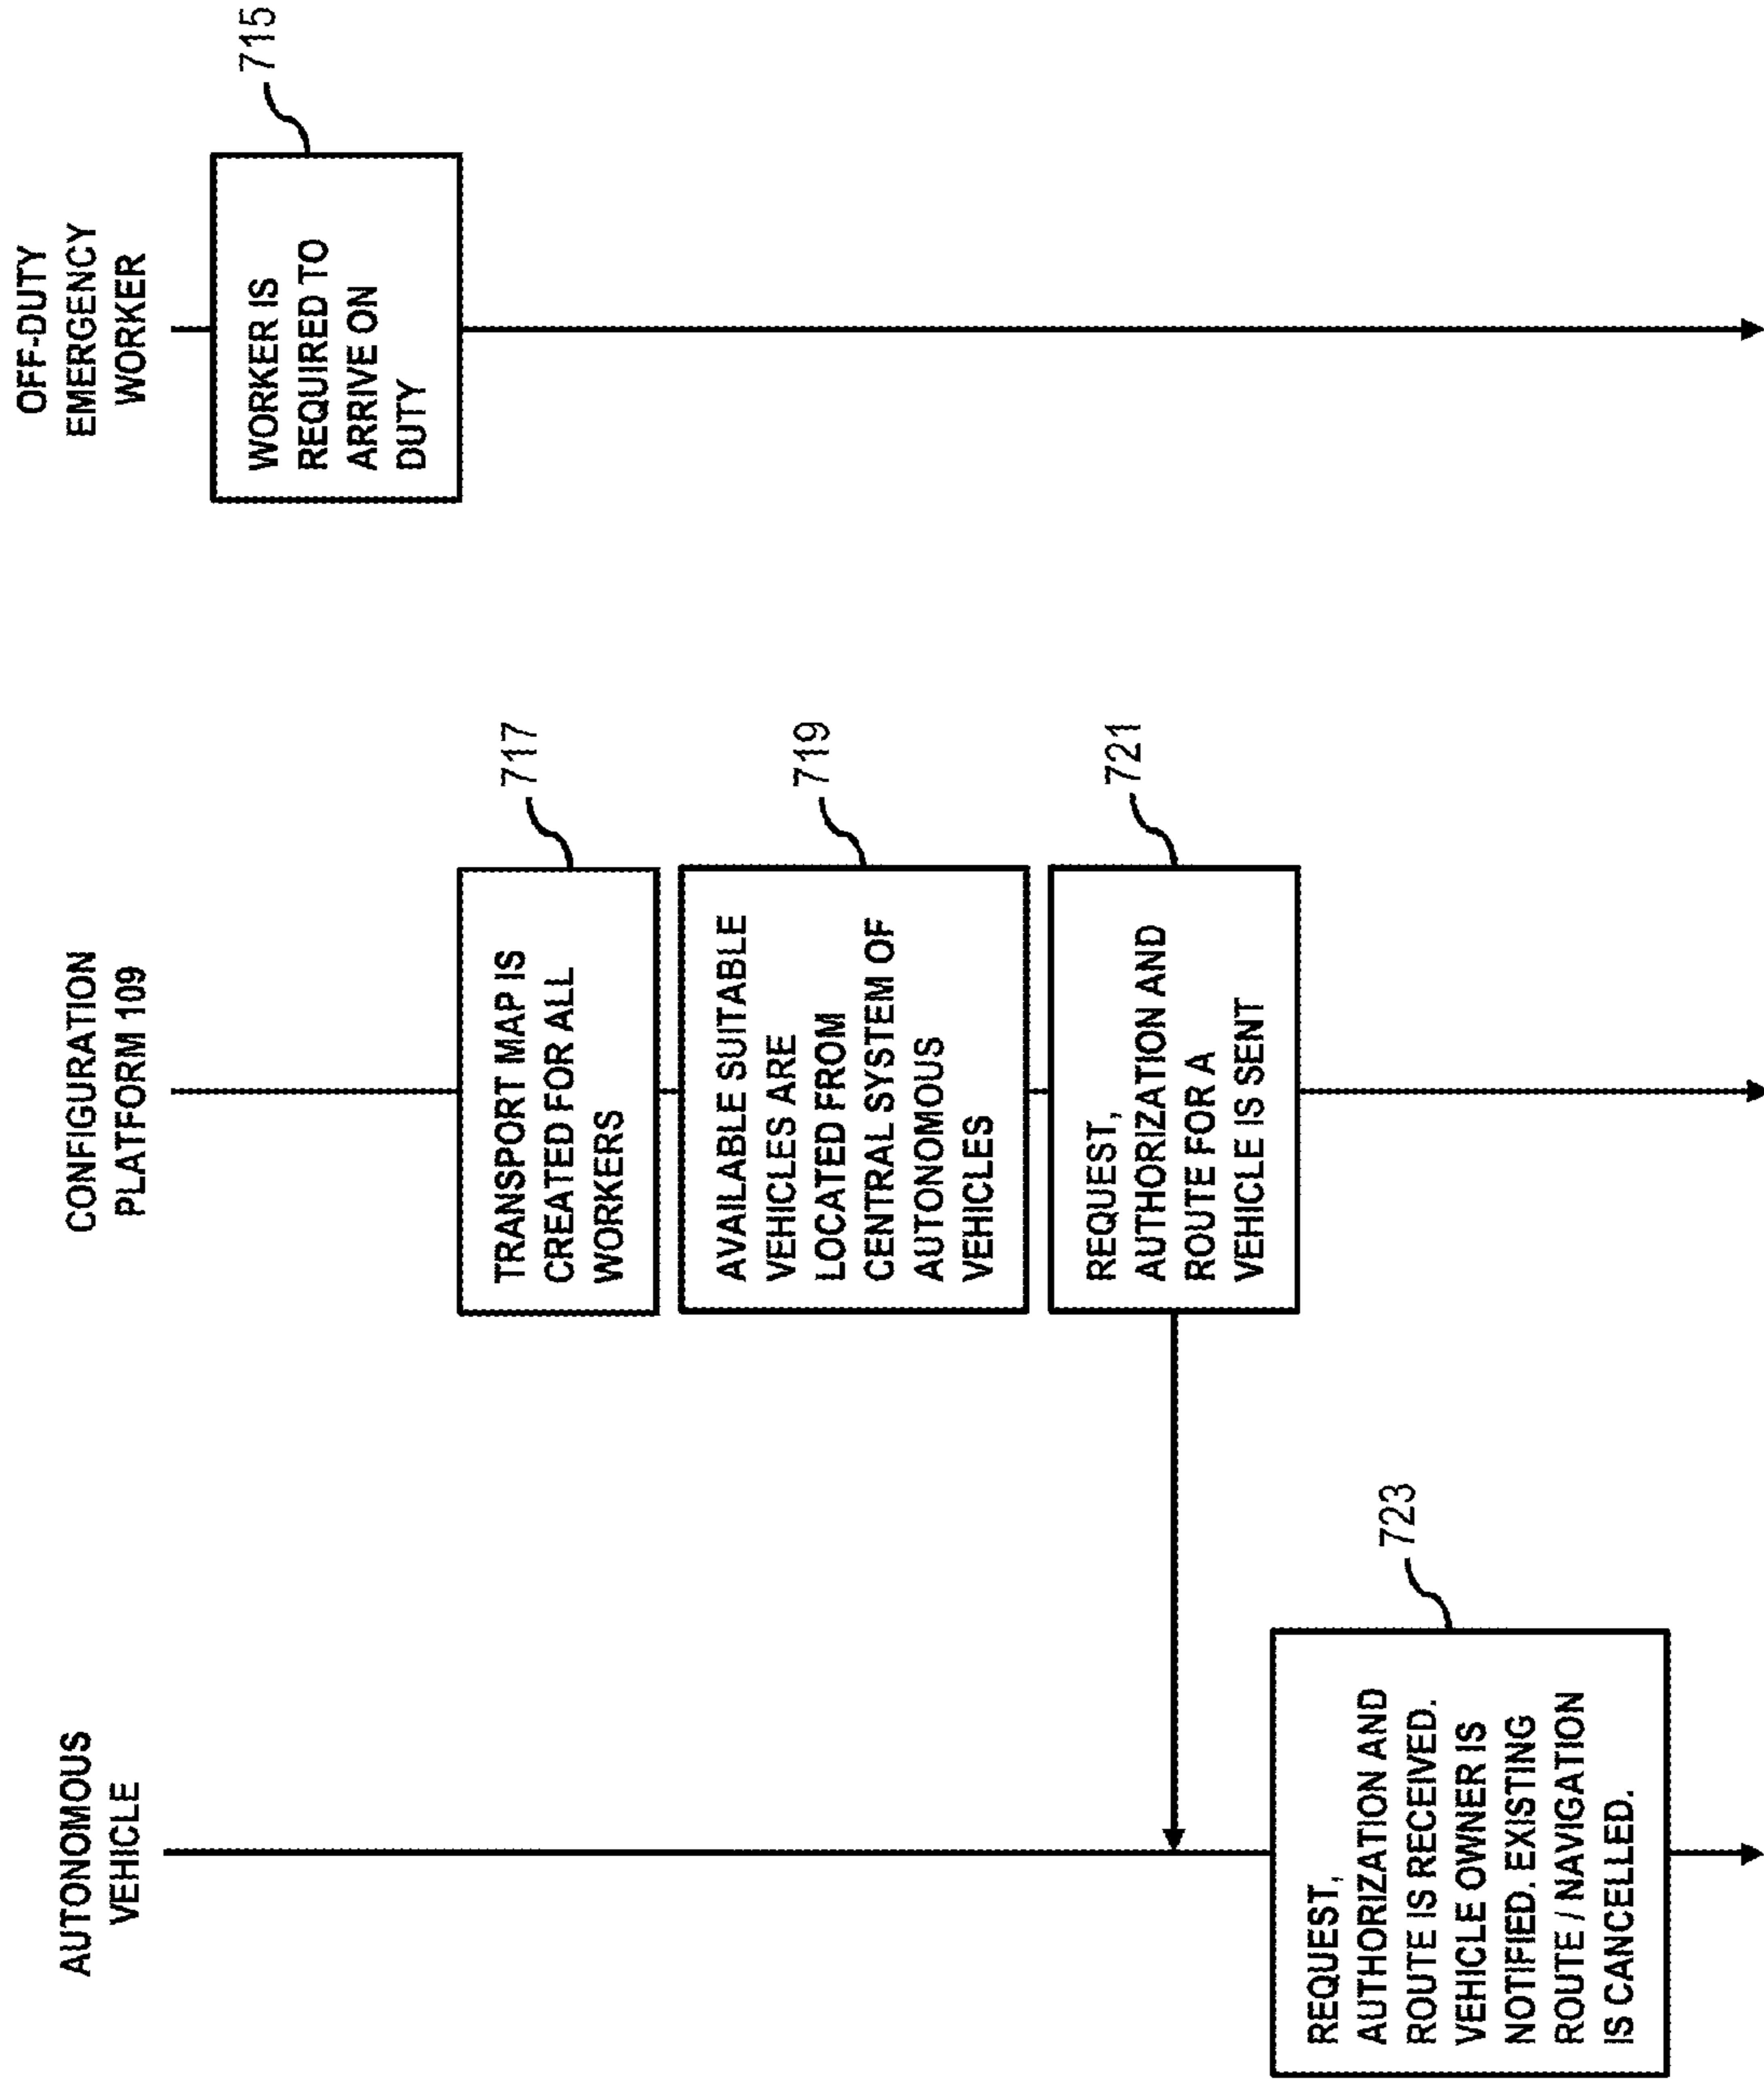 AUTONOMOUS
VEHICLE
CONFIGURATION
PLATFORM 109
OFF-DUTY
EMERGENCY
WORKER
WORKER IS
REQUIRED TO
ARRIVE ON
DUTY
715
TRANSPORT MAP IS
CREATED FOR ALL
WORKERS
717
AVAILABLE SUITABLE
VEHICLES ARE
LOCATED FROM
CENTRAL SYSTEM OF
AUTONOMOUS
VEHICLES
719
REQUEST,
AUTHORIZATION AND
ROUTE FOR A
VEHICLE IS SENT
721
REQUEST,
AUTHORIZATION AND
ROUTE IS RECEIVED.
VEHICLE OWNER IS
NOTIFIED. EXISTING
ROUTE / NAVIGATION
IS CANCELLED.
723